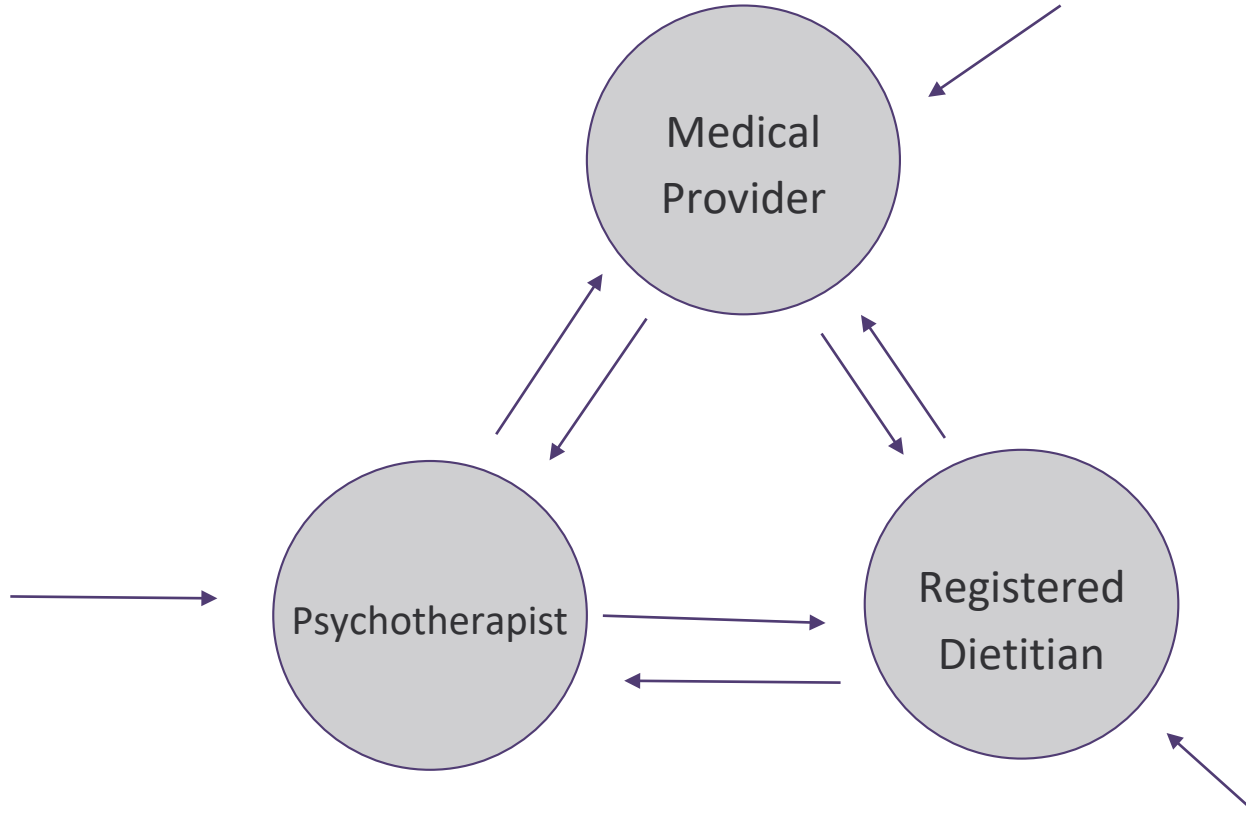 Medical
Provider
Psychotherapist
Registered
Dietitian